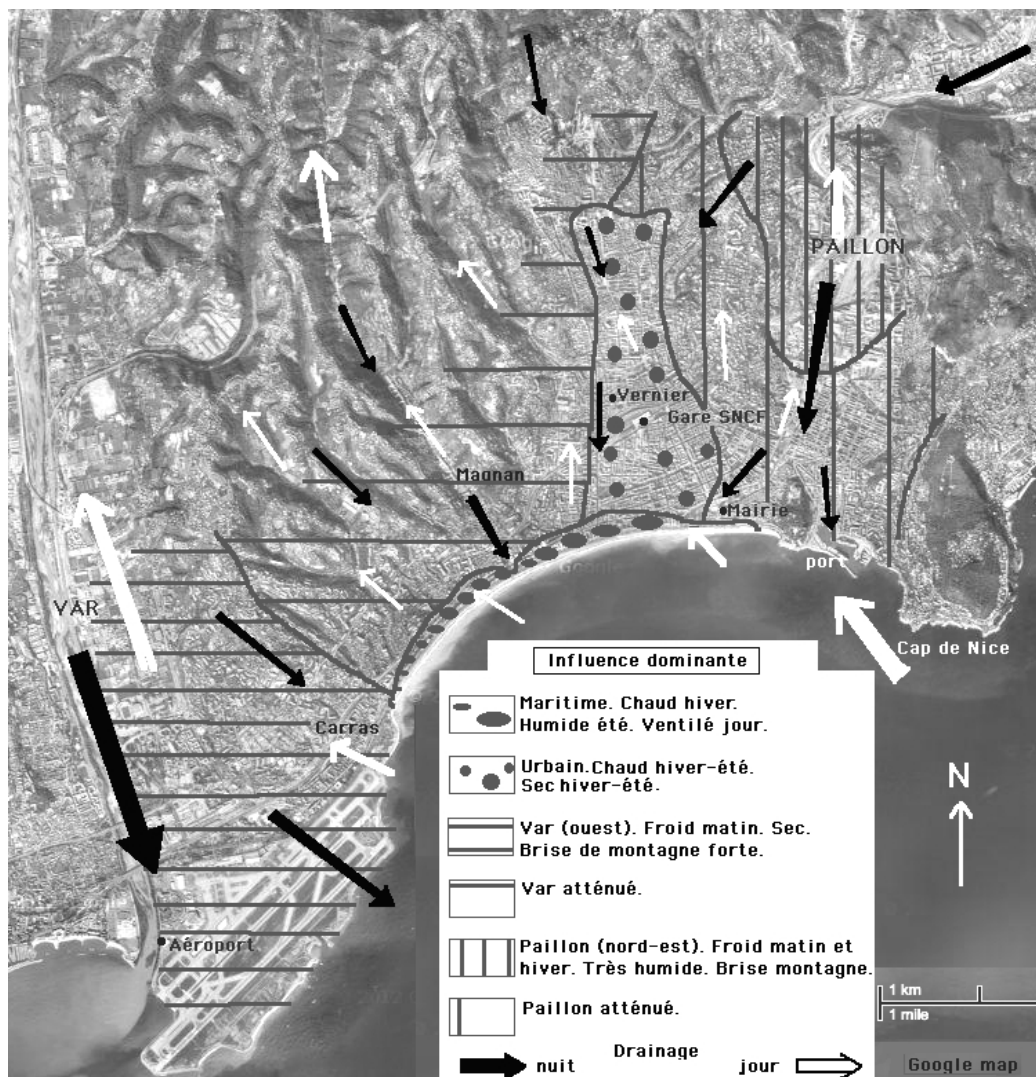 PAILLON
Vernier
Gare SNCF
Magnan
Mairie
port
VAR
Cap de Nice
Carras
Aéroport
N
Influence dominante
Maritime. Chaud hiver.
Humide été. Ventilé jour.
Urbain. Chaud hiver-été.
Sec hiver-été.
Var (ouest). Froid matin. Sec.
Brise de montagne forte.
Var atténué.
Paillon (nord-est). Froid matin et
hiver. Très humide. Brise montagne.
Paillon atténué.
Drainage
nuit jour
1 km
1 mile
Google map